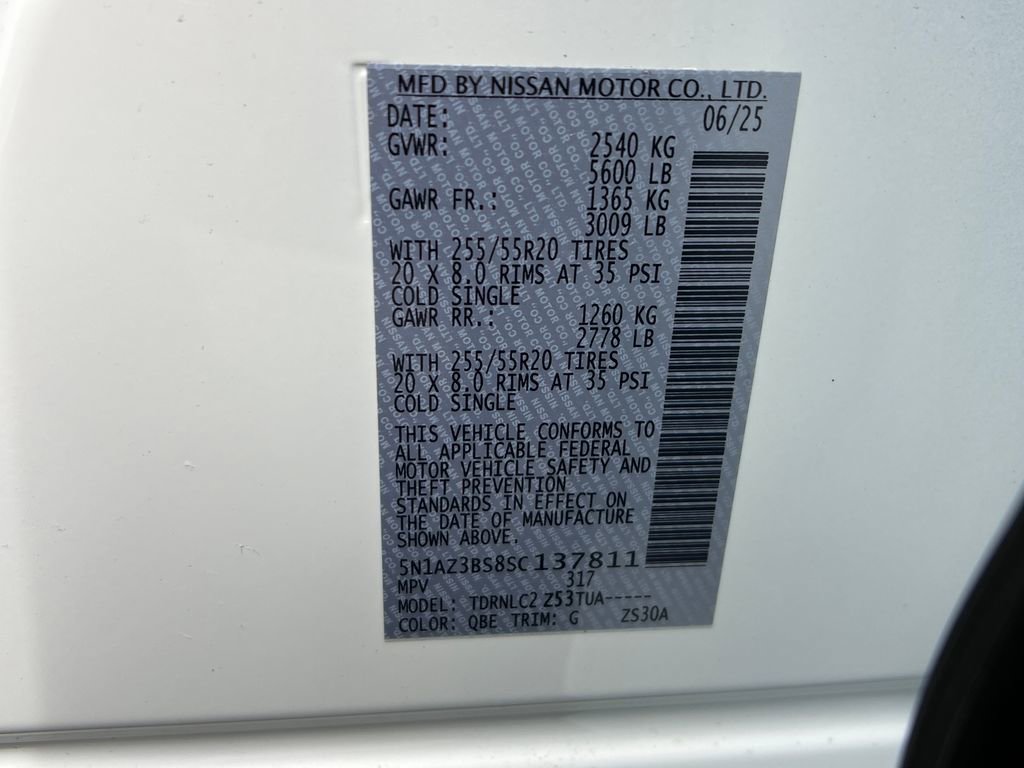 MFD BY NISSAN MOTOR CO., LTD.
DATE: 06/25
GVWR: 2540 KG
5600 LB
GAWR FR.: 1365 KG
3009 LB
WITH 255/55R20 TIRES
20 X 8.0 RIMS AT 35 PSI
COLD SINGLE
GAWR RR.: 1260 KG
2778 LB
WITH 255/55R20 TIRES
20 X 8.0 RIMS AT 35 PSI
COLD SINGLE
THIS VEHICLE CONFORMS TO
ALL APPLICABLE FEDERAL
MOTOR VEHICLE SAFETY AND
THEFT PREVENTION
STANDARDS IN EFFECT ON
THE DATE OF MANUFACTURE
SHOWN ABOVE.
5N1AZ3BS8SC137811
MPV 317
MODEL: TDRNLC2 Z53TUA-----
COLOR: QBE TRIM: G ZS30A